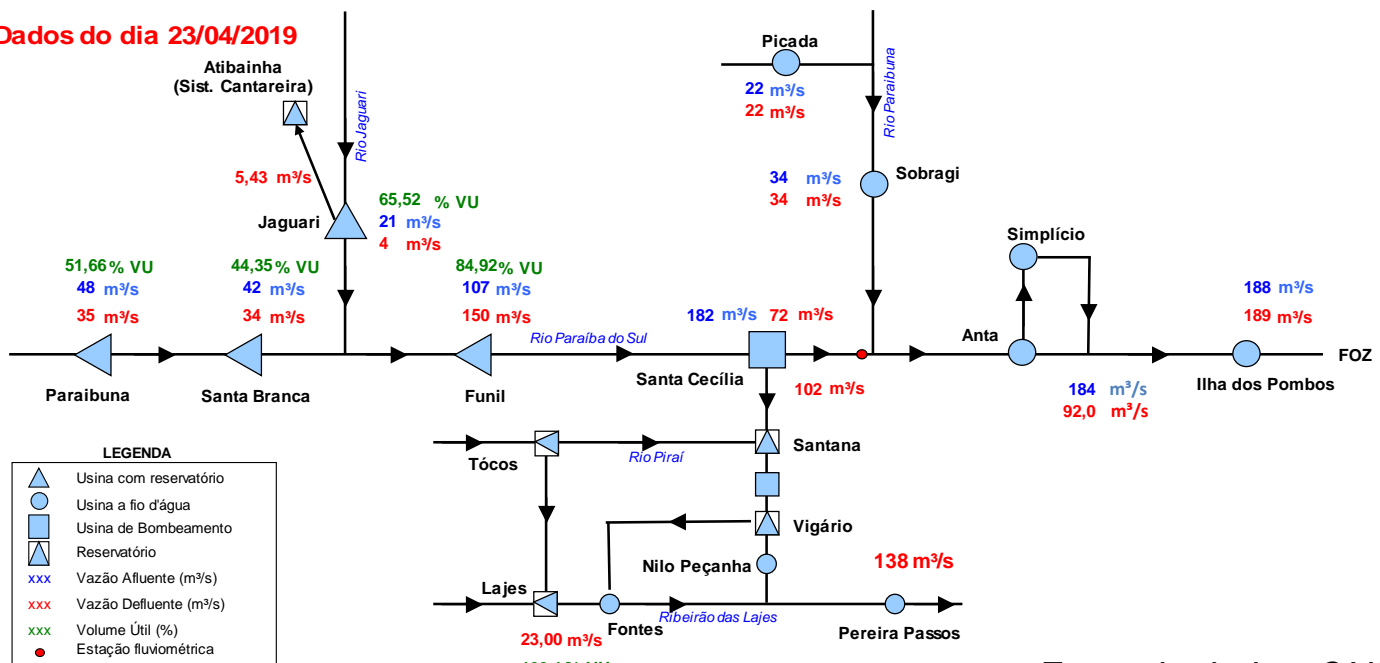 Dados do dia 23/04/2019
Atibainha
(Sist. Cantareira)
Rio Jaguari
5,43 m³/s
Jaguari
65,52 % VU
21 m³/s
4 m³/s
Picada
22 m³/s
22 m³/s
Rio Paraibuna
34 m³/s
34 m³/s
Sobragi
51,66% VU
48 m³/s
35 m³/s
Paraibuna
44,35% VU
42 m³/s
34 m³/s
Santa Branca
84,92% VU
107 m³/s
150 m³/s
Funil
Rio Paraíba do Sul
182 m³/s
72 m³/s
Santa Cecília
102 m³/s
Simplício
Anta
184 m³/s
92,0 m³/s
188 m³/s
189 m³/s
Ilha dos Pombos
FOZ
Tócos
Rio Piraí
Santana
Vigário
Nilo Peçanha
138 m³/s
Lajes
23,00 m³/s
Fontes
Ribeirão das Lajes
Pereira Passos
LEGENDA
Usina com reservatório
Usina a fio d'água
Usina de Bombeamento
Reservatório
xxx Vazão Afluente (m³/s)
xxx Vazão Defluente (m³/s)
xxx Volume Útil (%)
Estação fluviométrica